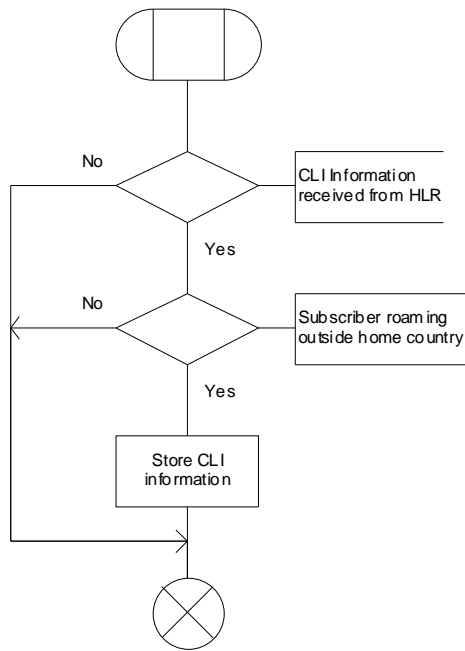 No
CLI Information
received from HLR
Yes
No
Subscriber roaming
outside home country
Yes
Store CLI
information